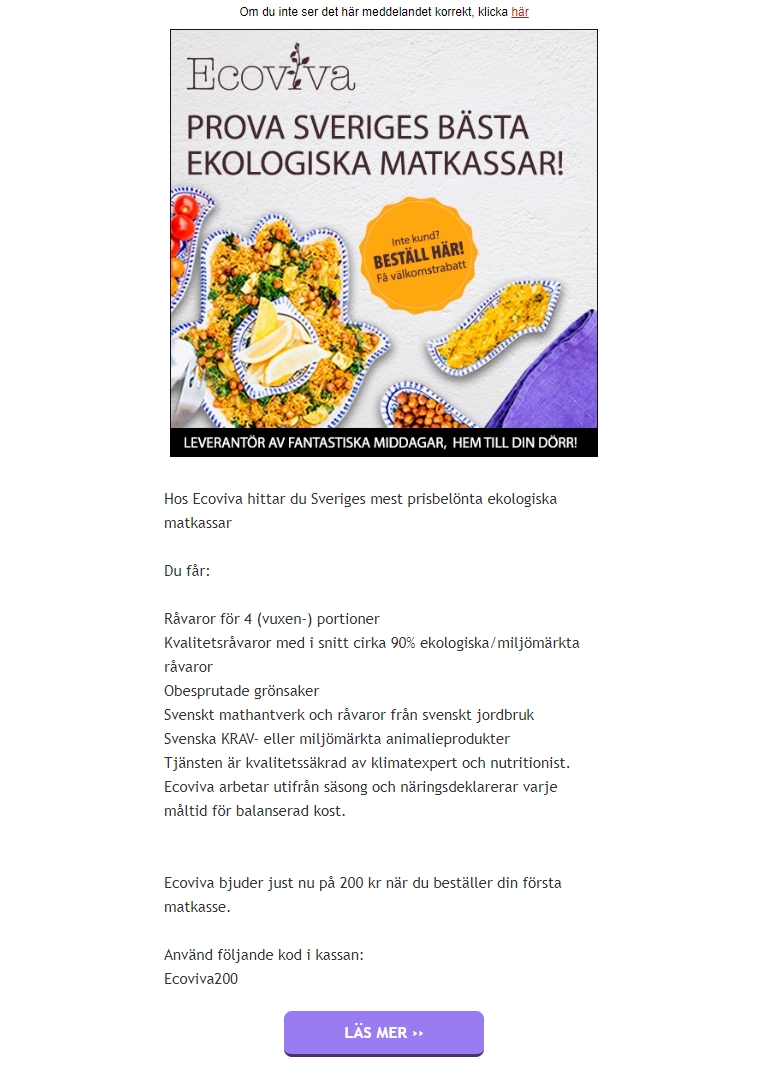 Om du inte ser det här meddelandet korrekt, klicka här
Ecoviva
PROVA SVERIGES BÄSTA
EKOLOGISKA MATKASSAR!
Inte kund?
BESTÄLL HÄR!
Få välkomstrabatt
LEVERANTÖR AV FANTASTISKA MIDDAGAR, HEM TILL DIN DÖRR!
Hos Ecoviva hittar du Sveriges mest prisbelönta ekologiska
matkassar
Du får:
Råvaror för 4 (vuxen-) portioner
Kvalitetsråvaror med i snitt cirka 90% ekologiska/miljömärkta
råvaror
Obesprutade grönsaker
Svenskt mathantverk och råvaror från svenskt jordbruk
Svenska KRAV- eller miljömärkta animalieprodukter
Tjänsten är kvalitetssäkrad av klimatexpert och nutritionist.
Ecoviva arbetar utifrån säsong och näringsdeklarerar varje
måltid för balanserad kost.
Ecoviva bjuder just nu på 200 kr när du beställer din första
matkasse.
Använd följande kod i kassan:
Ecoviva200
LÄS MER ››